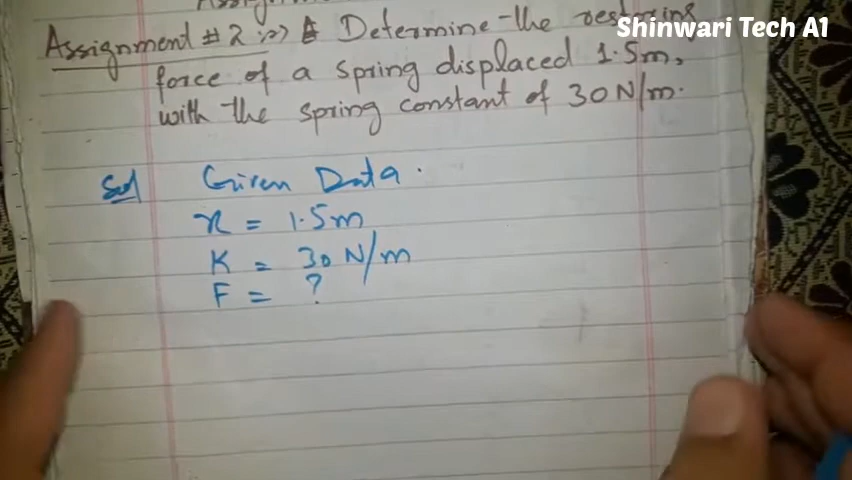 Shinwari Tech A1
Assignment #2 :-> Determine the restoring
force of a spring displaced 1.5m,
with the spring constant of 30 N/m.
Sol Given Data.
x = 1.5m
K = 30 N/m
F = ?